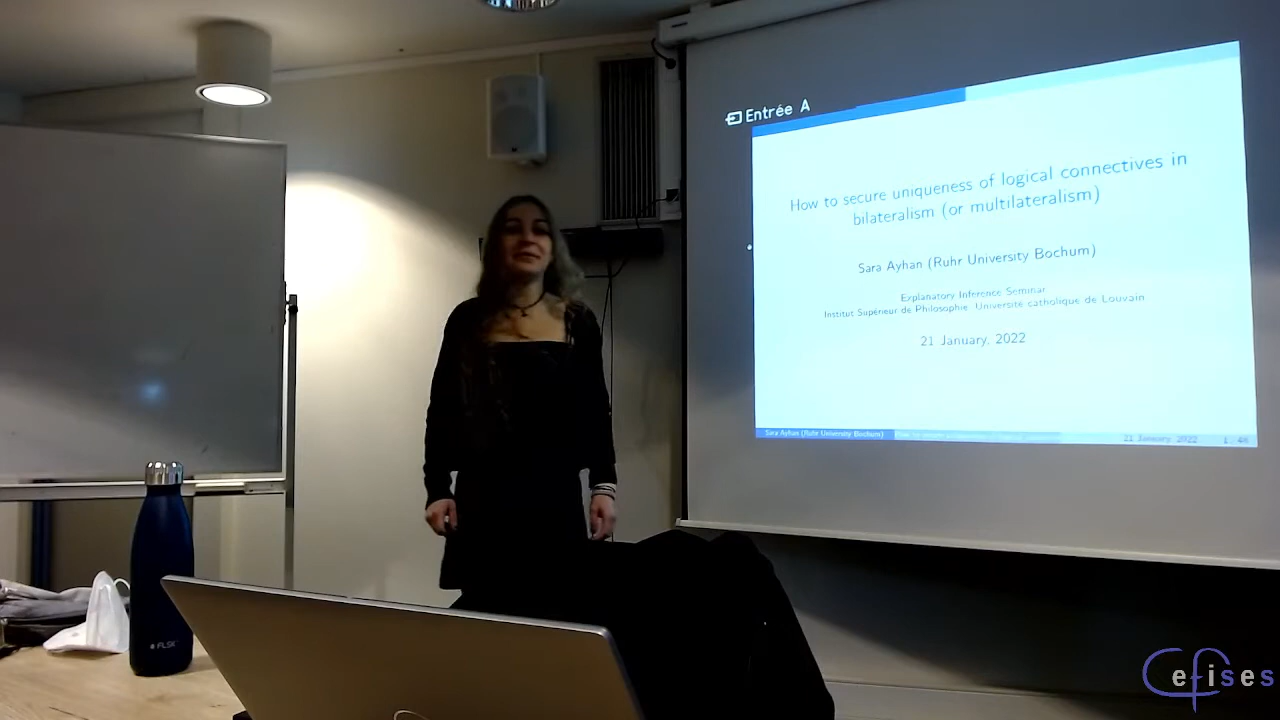 Entrée A
How to secure uniqueness of logical connectives in
bilateralism (or multilateralism)
Sara Ayhan (Ruhr University Bochum)
Explanatory Inference Seminar
Institut Supérieur de Philosophie, Université catholique de Louvain
21 January, 2022
Sara Ayhan (Ruhr University Bochum)
21 January, 2022
FLSK
efises